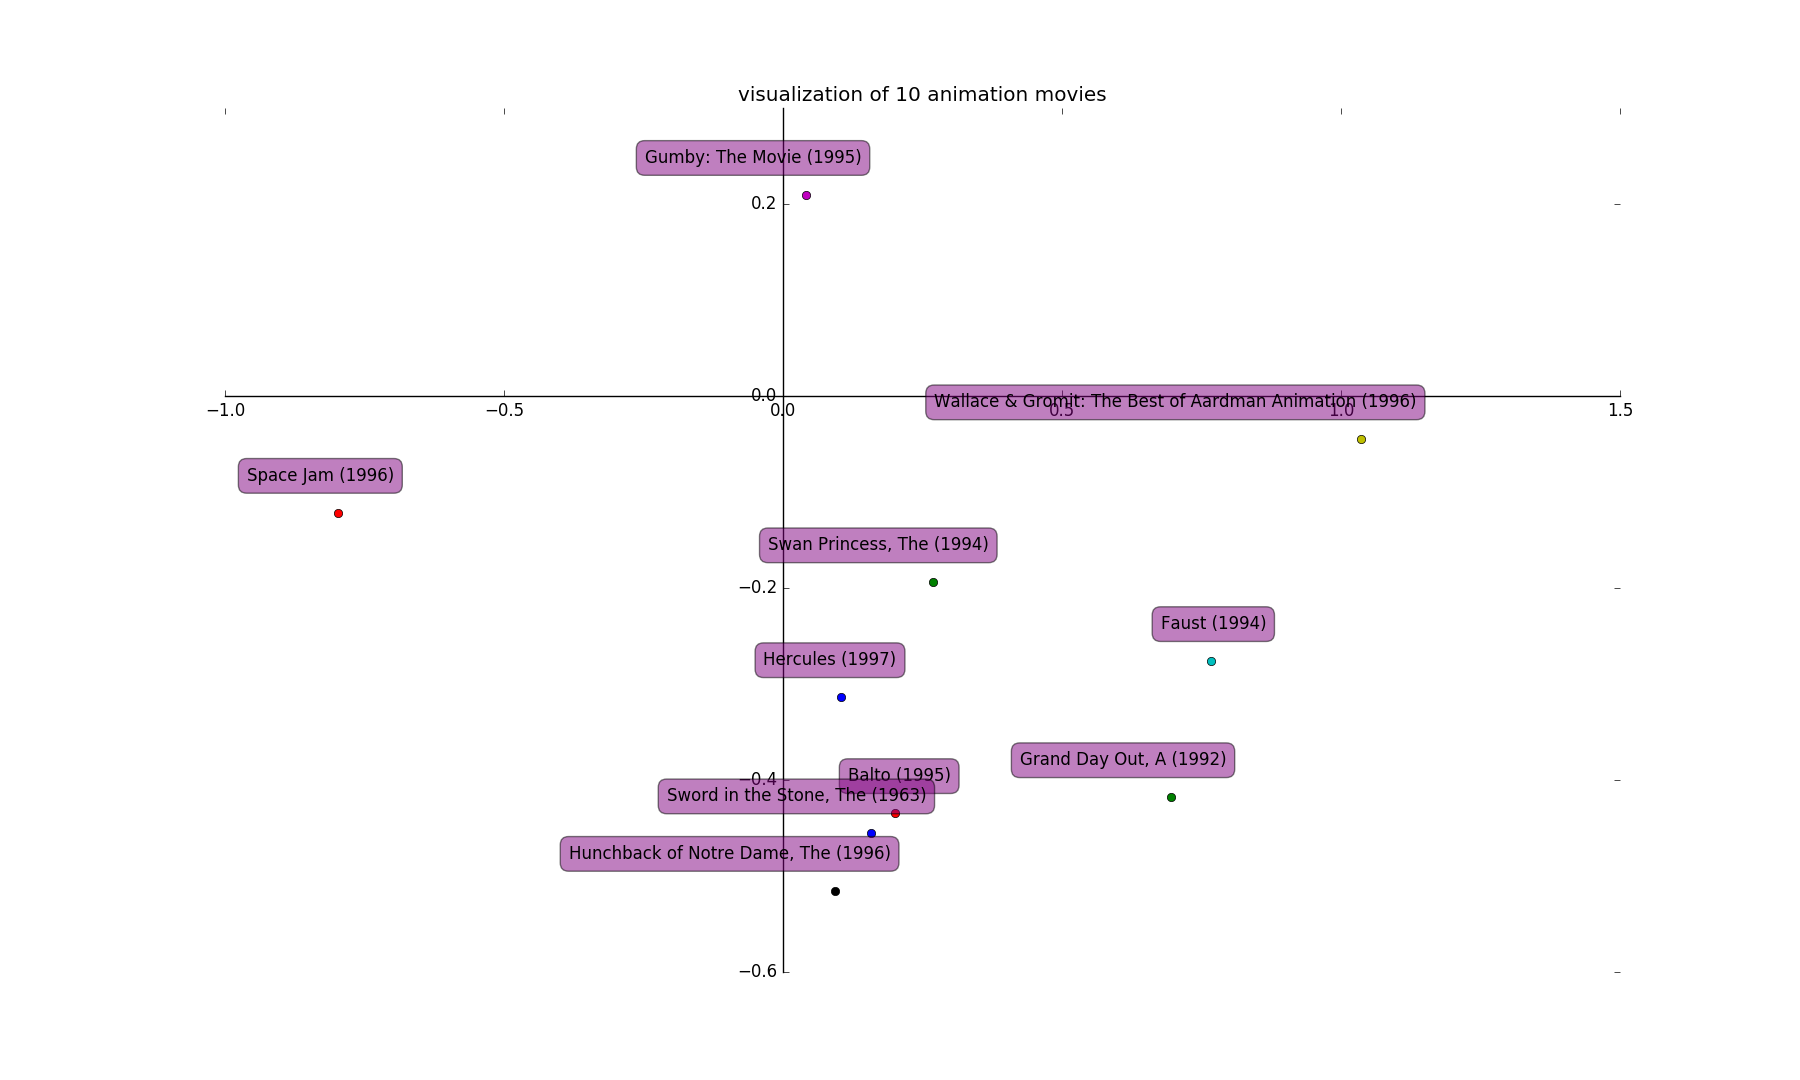 visualization of 10 animation movies
Gumby: The Movie (1995)
0.2
0.0
Wallace & Gromit: The Best of Aardman Animation (1996)
−1.0
−0.5
0.0
0.5
1.0
1.5
Space Jam (1996)
Swan Princess, The (1994)
−0.2
Faust (1994)
Hercules (1997)
Grand Day Out, A (1992)
Balto (1995)
−0.4
Sword in the Stone, The (1963)
Hunchback of Notre Dame, The (1996)
−0.6